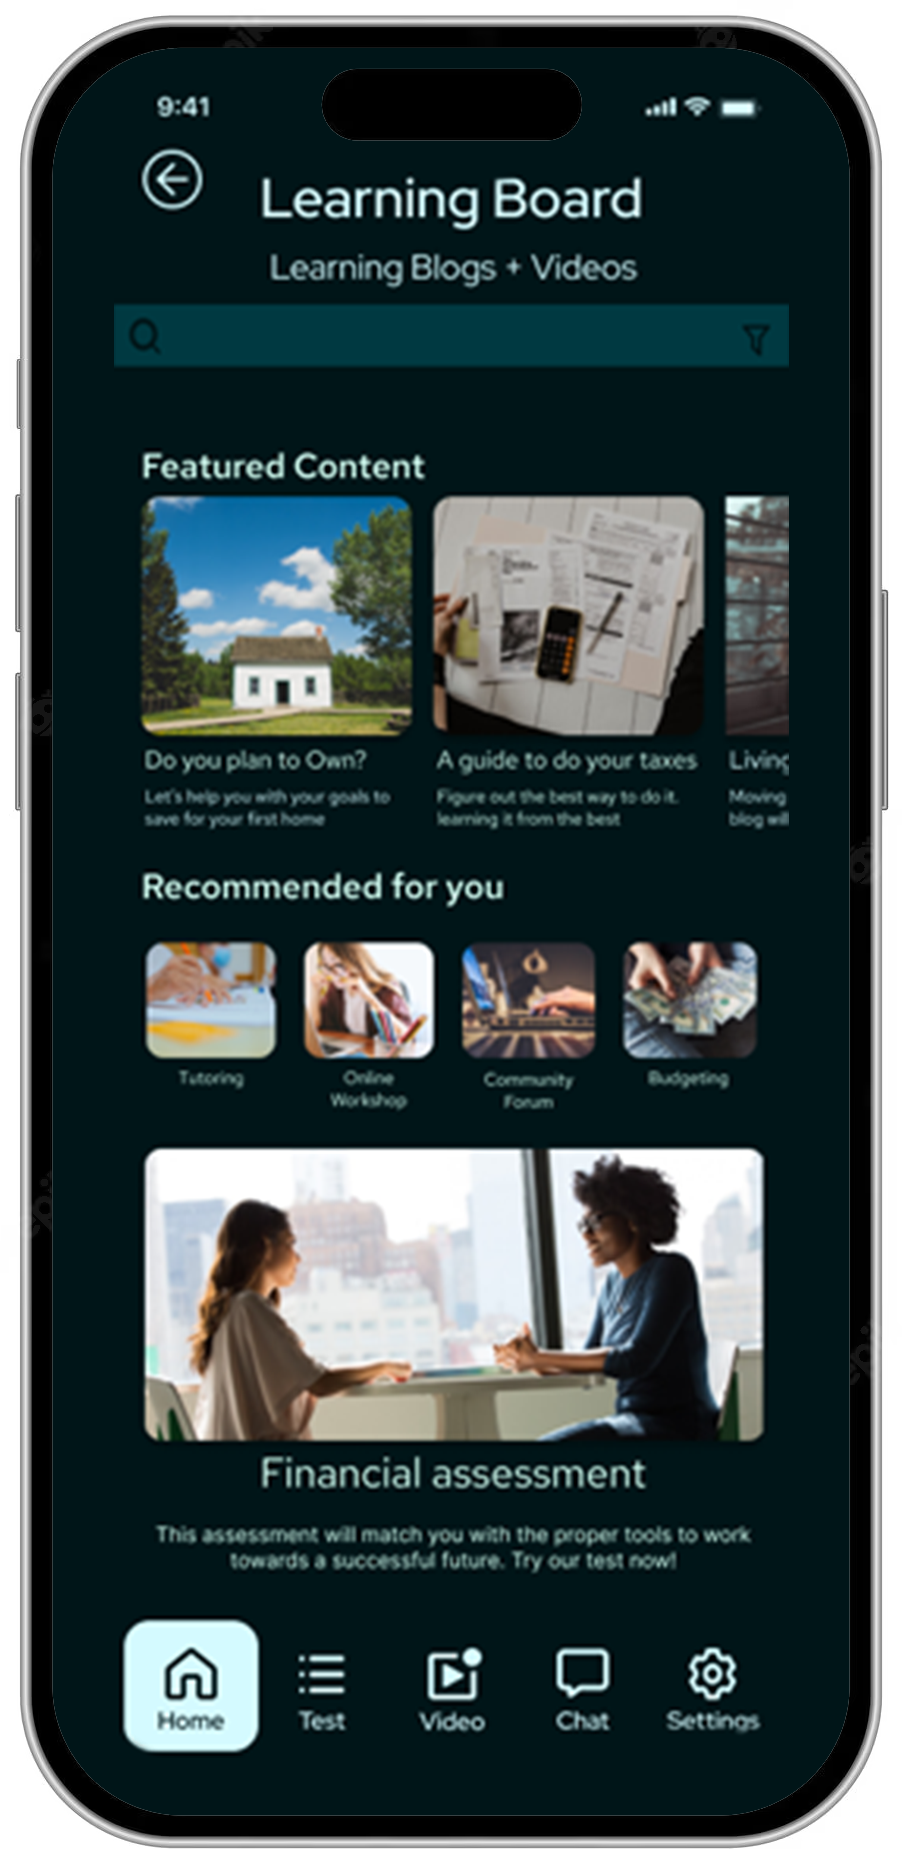 9:41
Learning Board
Learning Blogs + Videos
Featured Content
Do you plan to Own?
Let's help you with your goals to
save for your first home
A guide to do your taxes
Figure out the best way to do it.
learning it from the best
Living
Moving
blog will
Recommended for you
Tutoring
Online
Workshop
Community
Forum
Budgeting
Financial assessment
This assessment will match you with the proper tools to work
towards a successful future. Try our test now!
Home
Test
Video
Chat
Settings